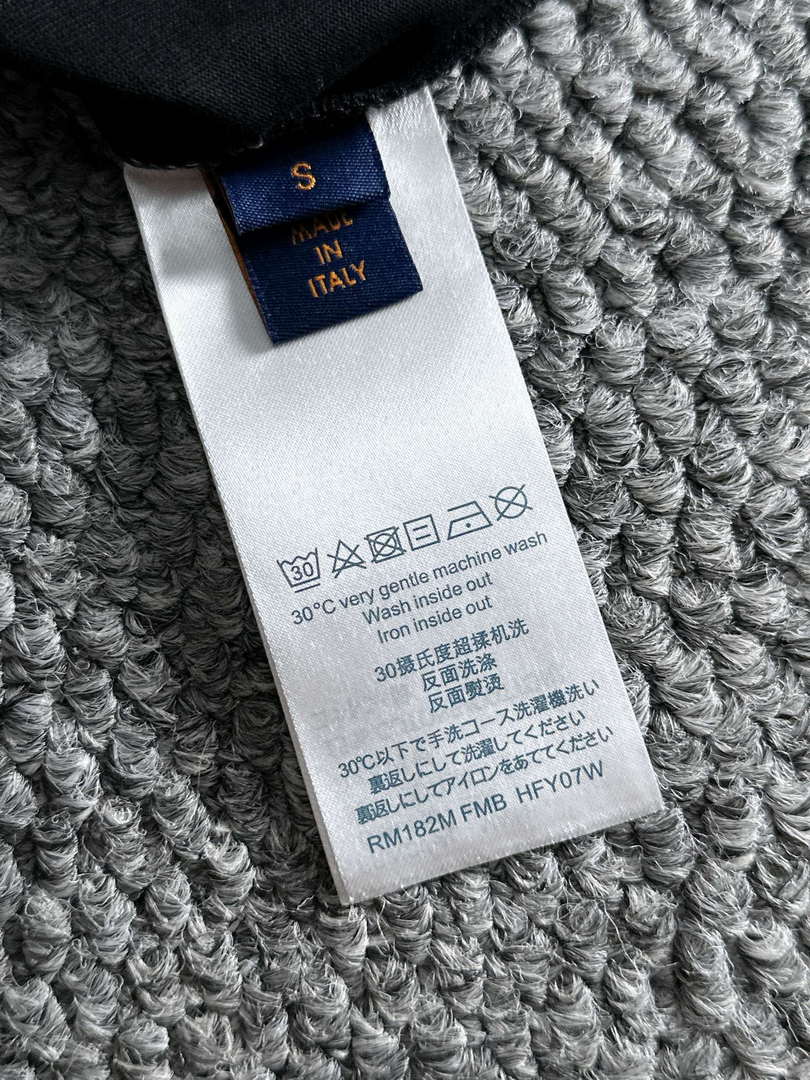 S
MADE
IN
ITALY
30
30°C very gentle machine wash
Wash inside out
Iron inside out
30摄氏度超揉机洗
反面洗涤
反面熨烫
30℃以下で手洗コース洗濯機洗い
裏返しにして洗濯してください
裏返しにしてアイロンをあててください
RM182M FMB HFY07W